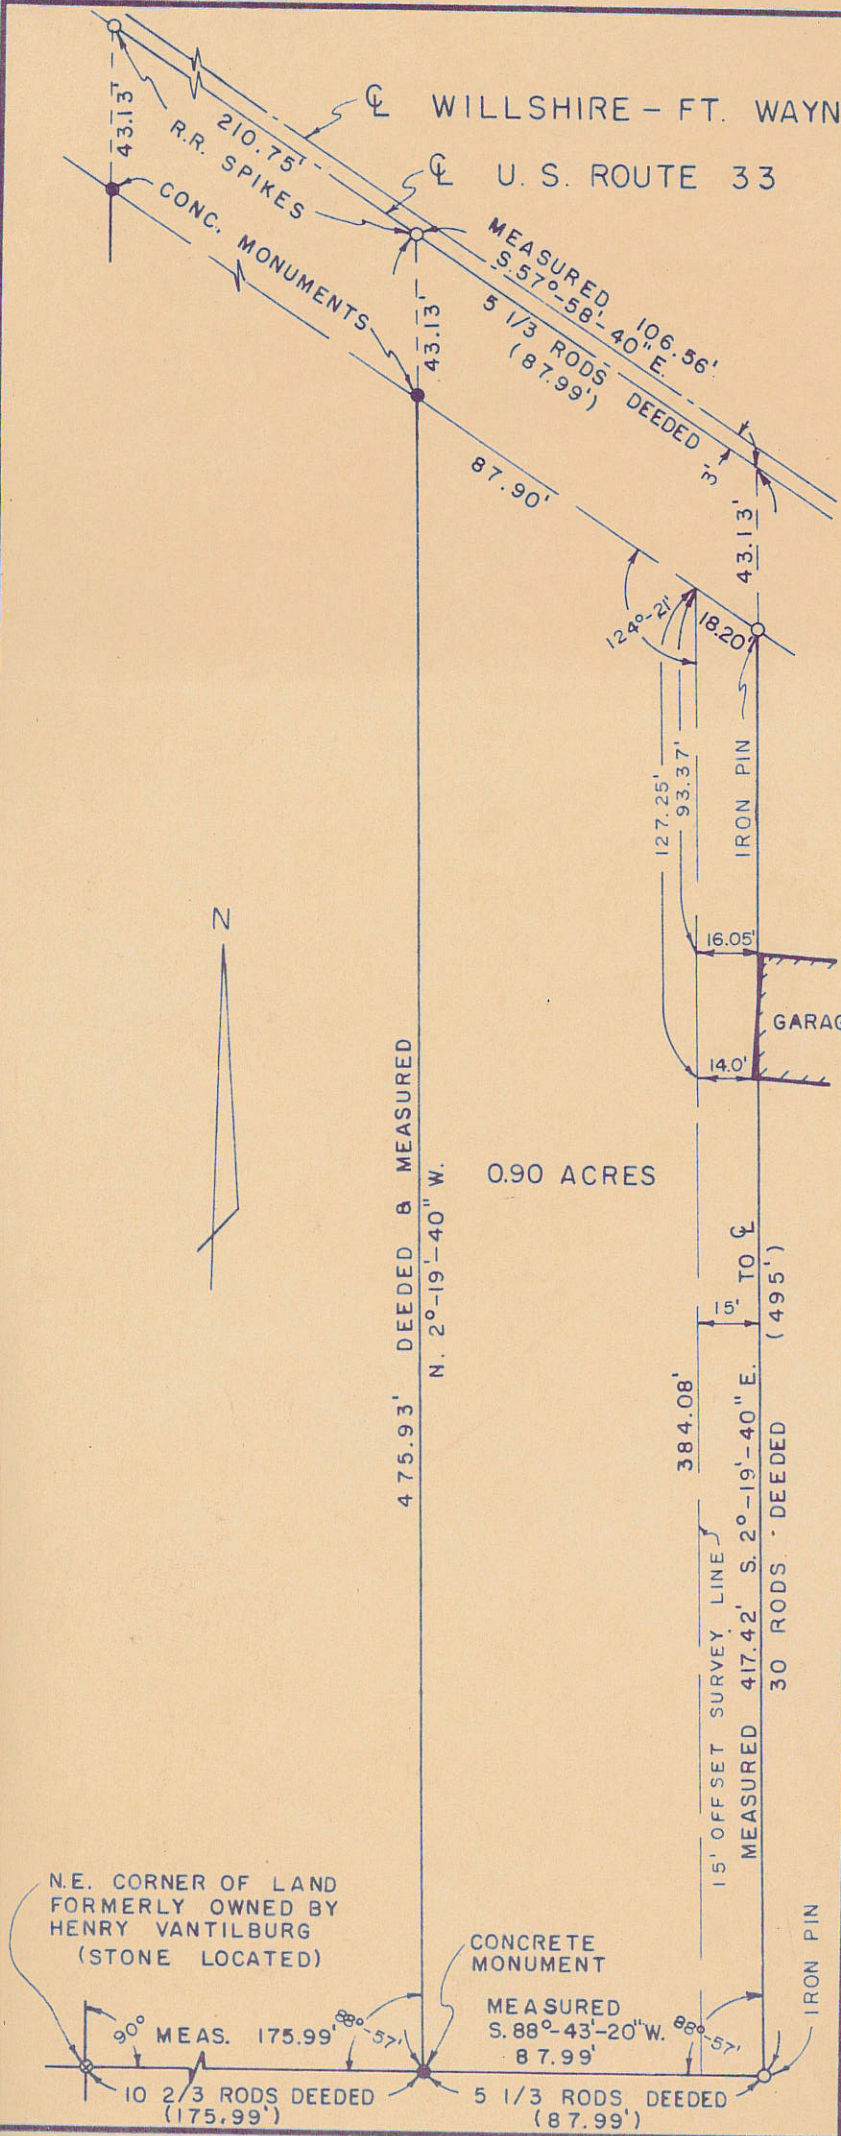 ℄ WILLSHIRE – FT. WAYN
℄ U. S. ROUTE 33
43.13'
210.75'
R.R. SPIKES
CONC. MONUMENTS
43.13'
MEASURED 106.56'
S.57°-58'-40" E.
5 1/3 RODS DEEDED
(87.99')
3'
87.90'
43.13'
124°-21'
18.20'
127.25'
93.37'
IRON PIN
N
16.05'
GARAG
14.0'
475.93' DEEDED & MEASURED
N. 2°-19'-40" W.
0.90 ACRES
15'
384.08'
15' OFFSET SURVEY LINE
MEASURED 417.42' S. 2°-19'-40" E. TO ℄
30 RODS DEEDED (495')
N.E. CORNER OF LAND
FORMERLY OWNED BY
HENRY VANTILBURG
(STONE LOCATED)
CONCRETE
MONUMENT
IRON PIN
90° MEAS. 175.99' 88°-57'
MEASURED
S. 88°-43'-20" W.
87.99'
88°-57'
10 2/3 RODS DEEDED
(175.99')
5 1/3 RODS DEEDED
(87.99')